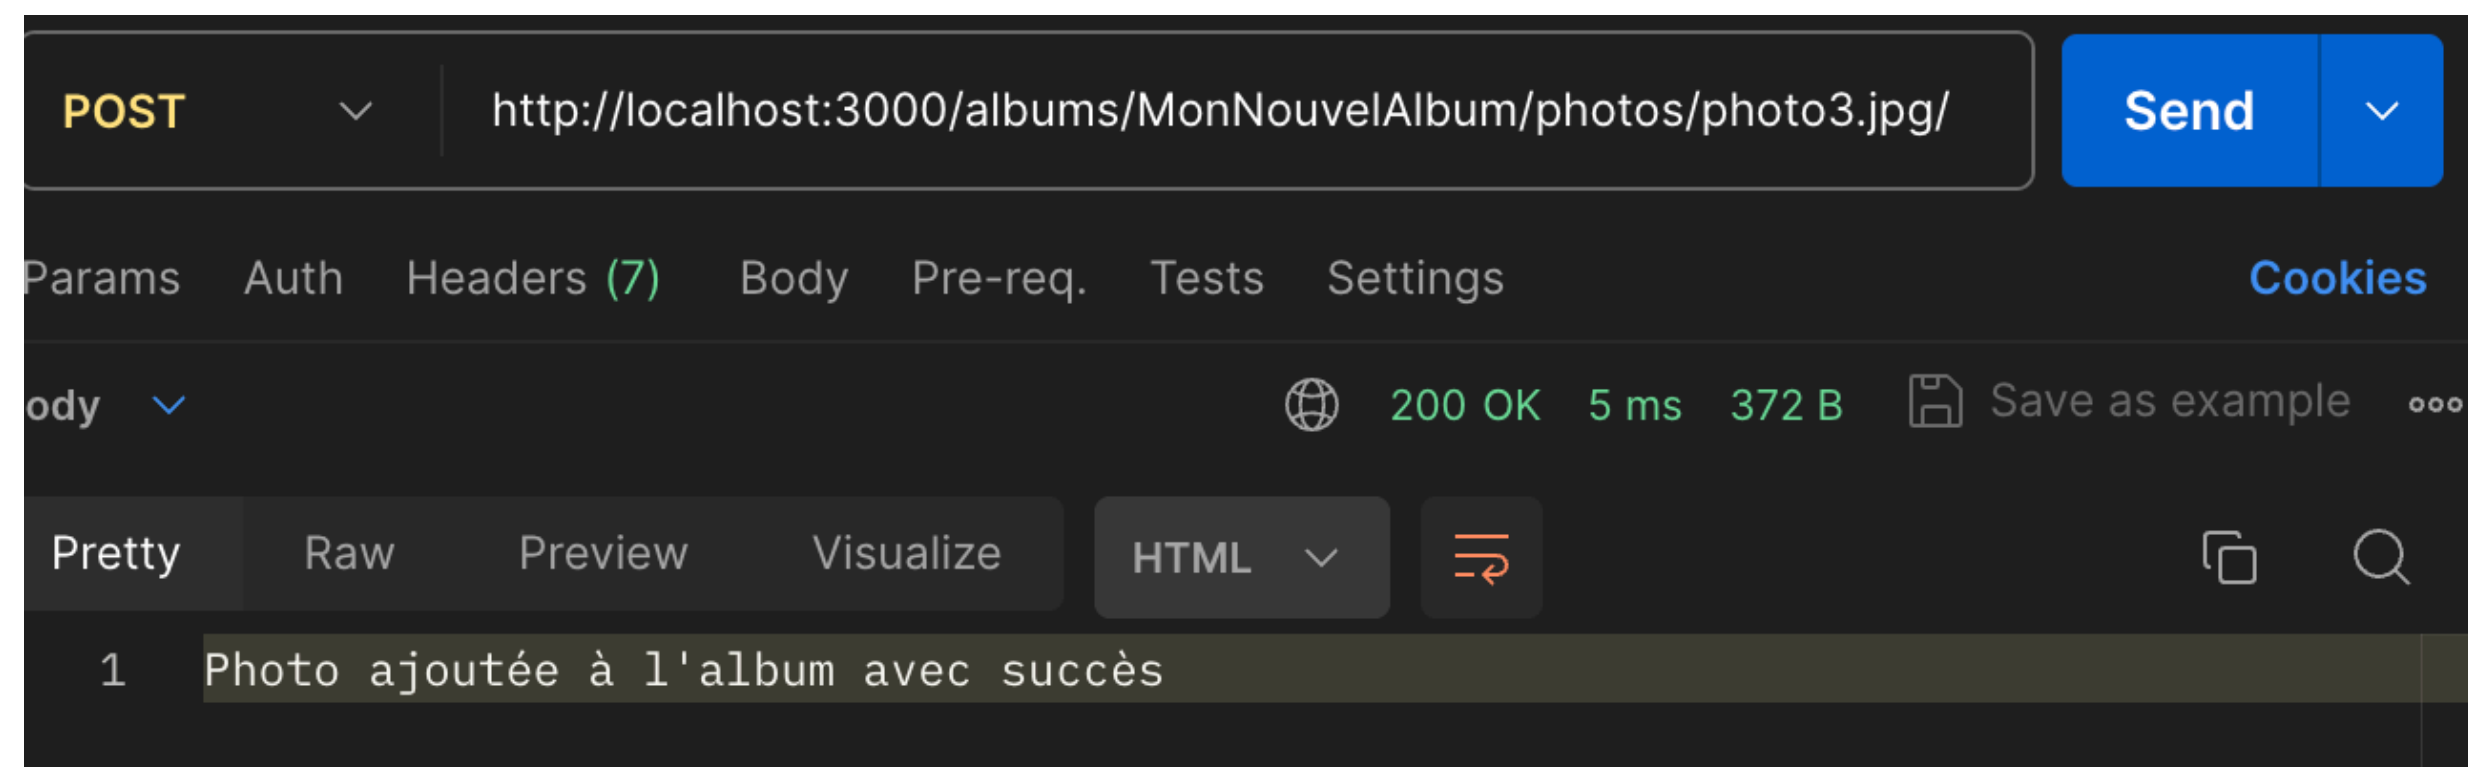 POST http://localhost:3000/albums/MonNouvelAlbum/photos/photo3.jpg/ Send
Params Auth Headers (7) Body Pre-req. Tests Settings Cookies
ody 200 OK 5 ms 372 B Save as example
Pretty Raw Preview Visualize HTML
1 Photo ajoutée à l'album avec succès